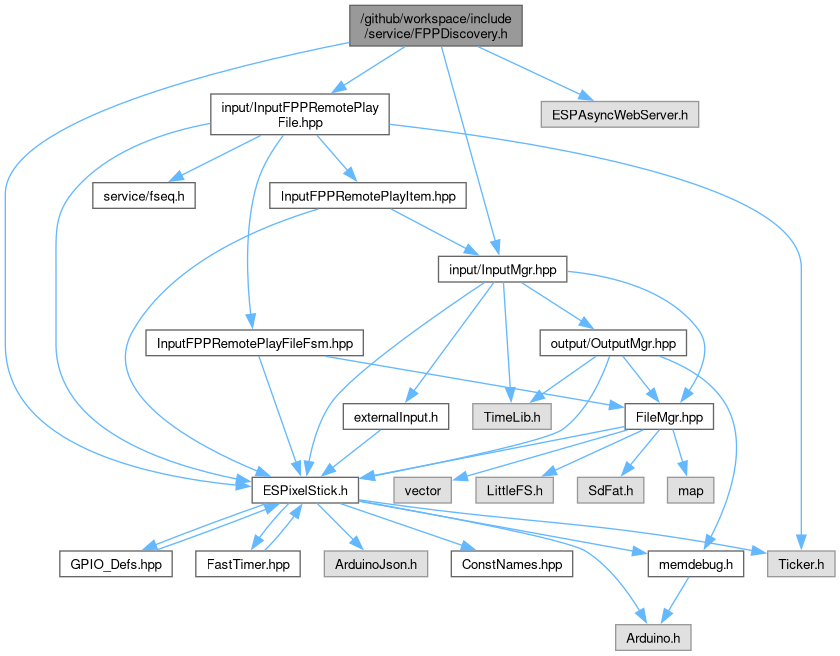 /github/workspace/include
/service/FPPDiscovery.h
input/InputFPPRemotePlay
File.hpp
ESPAsyncWebServer.h
service/fseq.h
InputFPPRemotePlayItem.hpp
input/InputMgr.hpp
InputFPPRemotePlayFileFsm.hpp
output/OutputMgr.hpp
externalInput.h
TimeLib.h
FileMgr.hpp
ESPixelStick.h
vector
LittleFS.h
SdFat.h
map
GPIO_Defs.hpp
FastTimer.hpp
ArduinoJson.h
ConstNames.hpp
memdebug.h
Ticker.h
Arduino.h